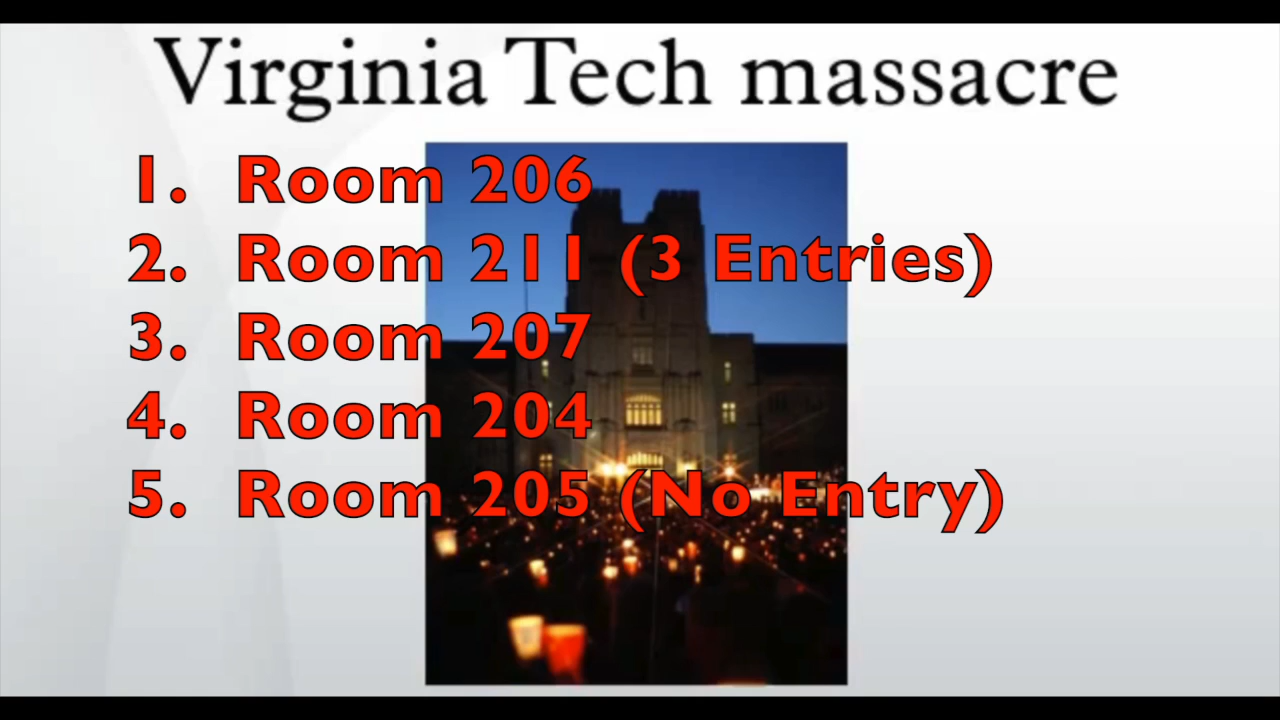 Virginia Tech massacre
1. Room 206
2. Room 211 (3 Entries)
3. Room 207
4. Room 204
5. Room 205 (No Entry)